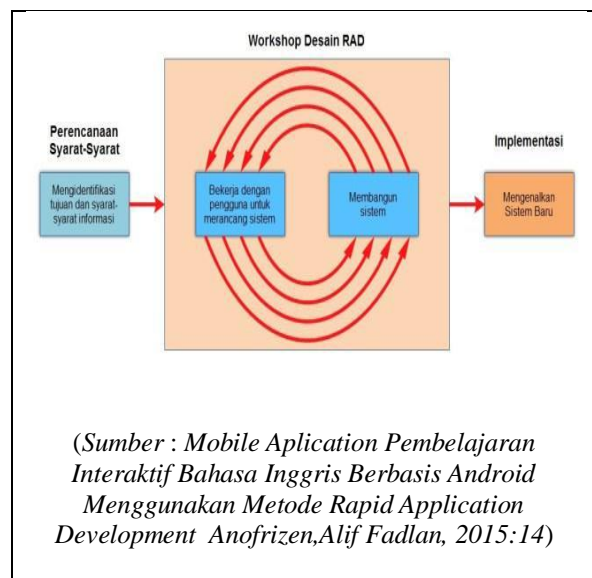 Workshop Desain RAD
Perencanaan
Syarat-Syarat
Mengidentifikasi
tujuan dan syarat-
syarat informasi
Bekerja dengan
pengguna untuk
merancang sistem
Membangun
sistem
Implementasi
Mengenalkan
Sistem Baru
(Sumber : Mobile Aplication Pembelajaran
Interaktif Bahasa Inggris Berbasis Android
Menggunakan Metode Rapid Application
Development Anofrizen,Alif Fadlan, 2015:14)